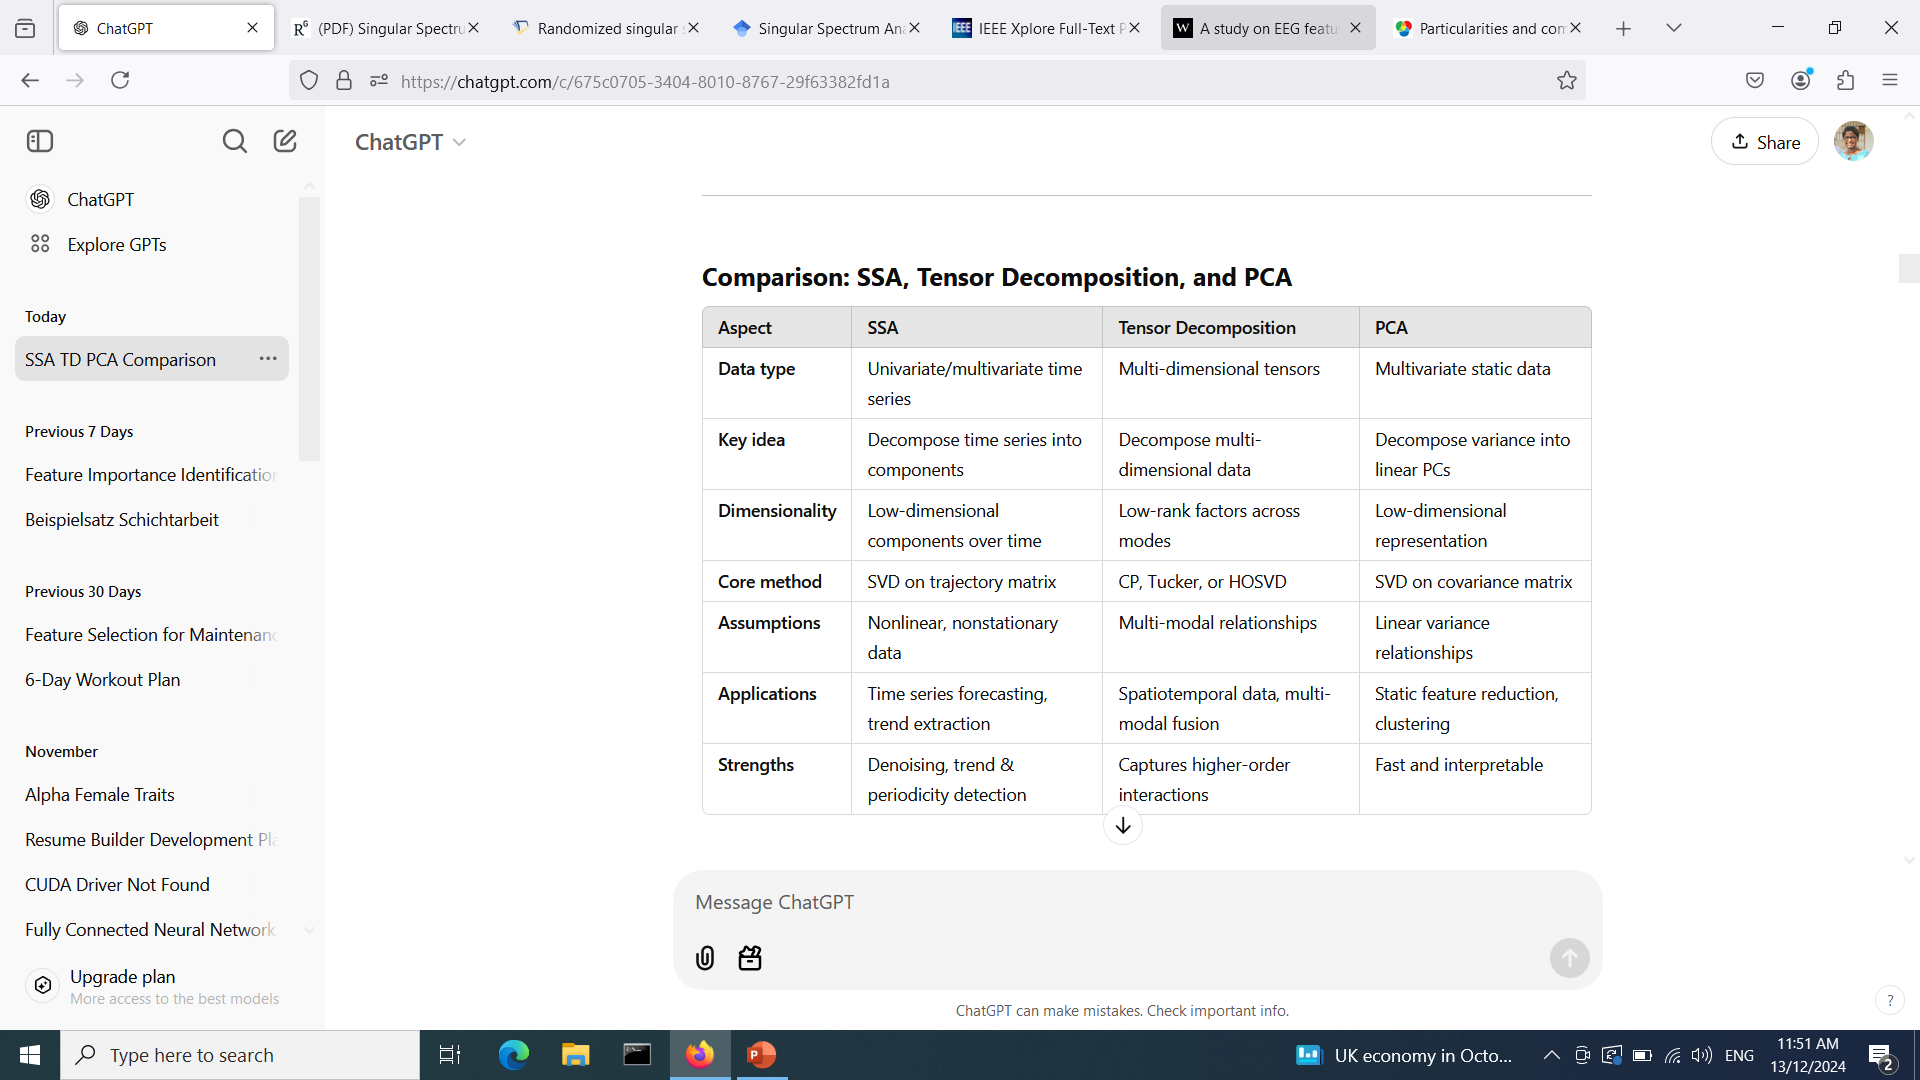 ChatGPT
(PDF) Singular Spectru
Randomized singular s
Singular Spectrum Ana
IEEE Xplore Full-Text P
A study on EEG featu
Particularities and com
https://chatgpt.com/c/675c0705-3404-8010-8767-29f63382fd1a
ChatGPT
Share
ChatGPT
Explore GPTs
Today
SSA TD PCA Comparison
Previous 7 Days
Feature Importance Identification
Beispielsatz Schichtarbeit
Previous 30 Days
Feature Selection for Maintenanc
6-Day Workout Plan
November
Alpha Female Traits
Resume Builder Development Pla
CUDA Driver Not Found
Fully Connected Neural Network
Upgrade plan
More access to the best models
Comparison: SSA, Tensor Decomposition, and PCA
Aspect SSA Tensor Decomposition PCA
Data type Univariate/multivariate time Multi-dimensional tensors Multivariate static data
series
Key idea Decompose time series into Decompose multi- Decompose variance into
components dimensional data linear PCs
Dimensionality Low-dimensional Low-rank factors across Low-dimensional
components over time modes representation
Core method SVD on trajectory matrix CP, Tucker, or HOSVD SVD on covariance matrix
Assumptions Nonlinear, nonstationary Multi-modal relationships Linear variance
data relationships
Applications Time series forecasting, Spatiotemporal data, multi- Static feature reduction,
trend extraction modal fusion clustering
Strengths Denoising, trend & Captures higher-order Fast and interpretable
periodicity detection interactions
Message ChatGPT
ChatGPT can make mistakes. Check important info.
?
Type here to search
UK economy in Octo...
ENG
11:51 AM
13/12/2024
2